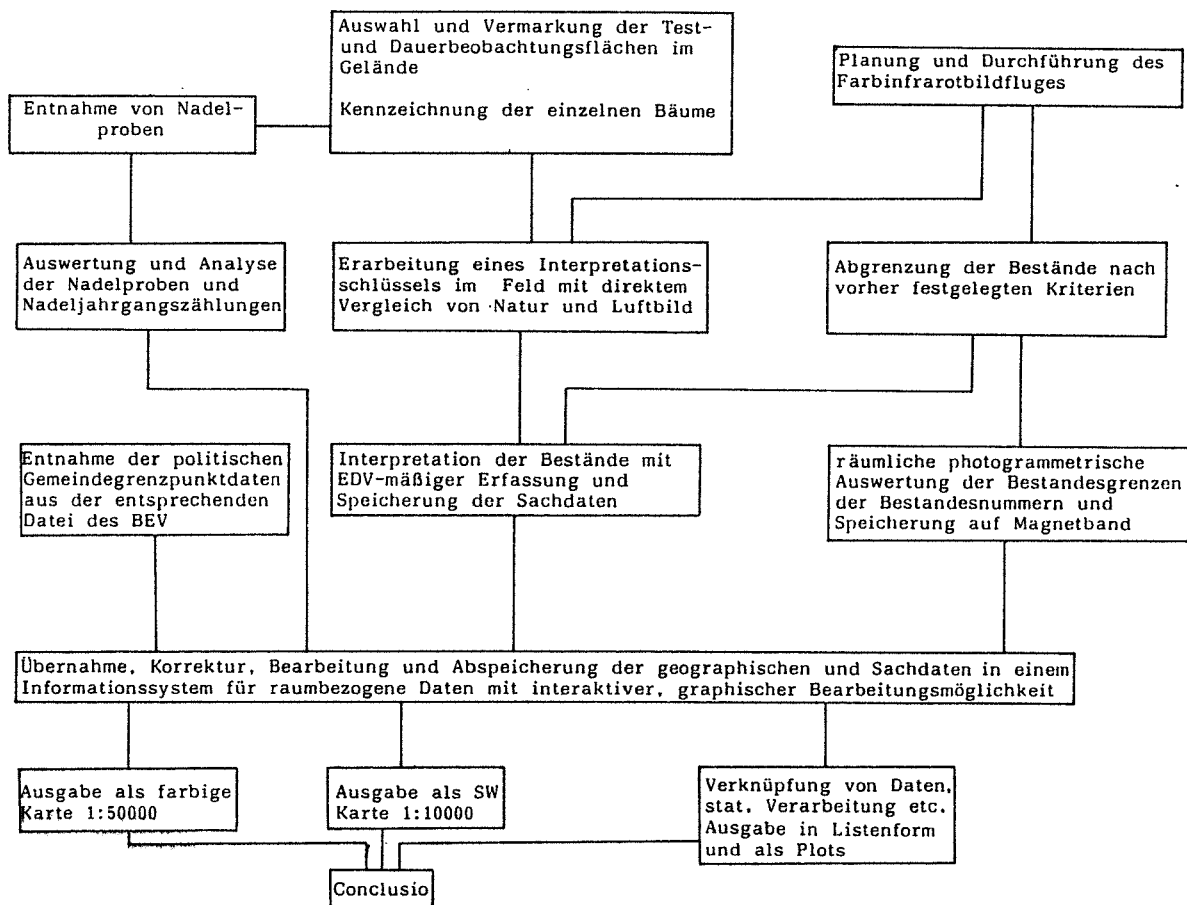 Auswahl und Vermarkung der Test-
und Dauerbeobachtungsflächen im
Gelände
Kennzeichnung der einzelnen Bäume
Planung und Durchführung des
Farbinfrarotbildfluges
Entnahme von Nadel-
proben
Auswertung und Analyse
der Nadelproben und
Nadeljahrgangszählungen
Erarbeitung eines Interpretations-
schlüssels im Feld mit direktem
Vergleich von Natur und Luftbild
Abgrenzung der Bestände nach
vorher festgelegten Kriterien
Entnahme der politischen
Gemeindegrenzpunktdaten
aus der entsprechenden
Datei des BEV
Interpretation der Bestände mit
EDV-mäßiger Erfassung und
Speicherung der Sachdaten
räumliche photogrammetrische
Auswertung der Bestandesgrenzen
der Bestandesnummern und
Speicherung auf Magnetband
Übernahme, Korrektur, Bearbeitung und Abspeicherung der geographischen und Sachdaten in einem
Informationssystem für raumbezogene Daten mit interaktiver, graphischer Bearbeitungsmöglichkeit
Ausgabe als farbige
Karte 1:50000
Ausgabe als SW
Karte 1:10000
Verknüpfung von Daten,
stat. Verarbeitung etc.
Ausgabe in Listenform
und als Plots
Conclusio